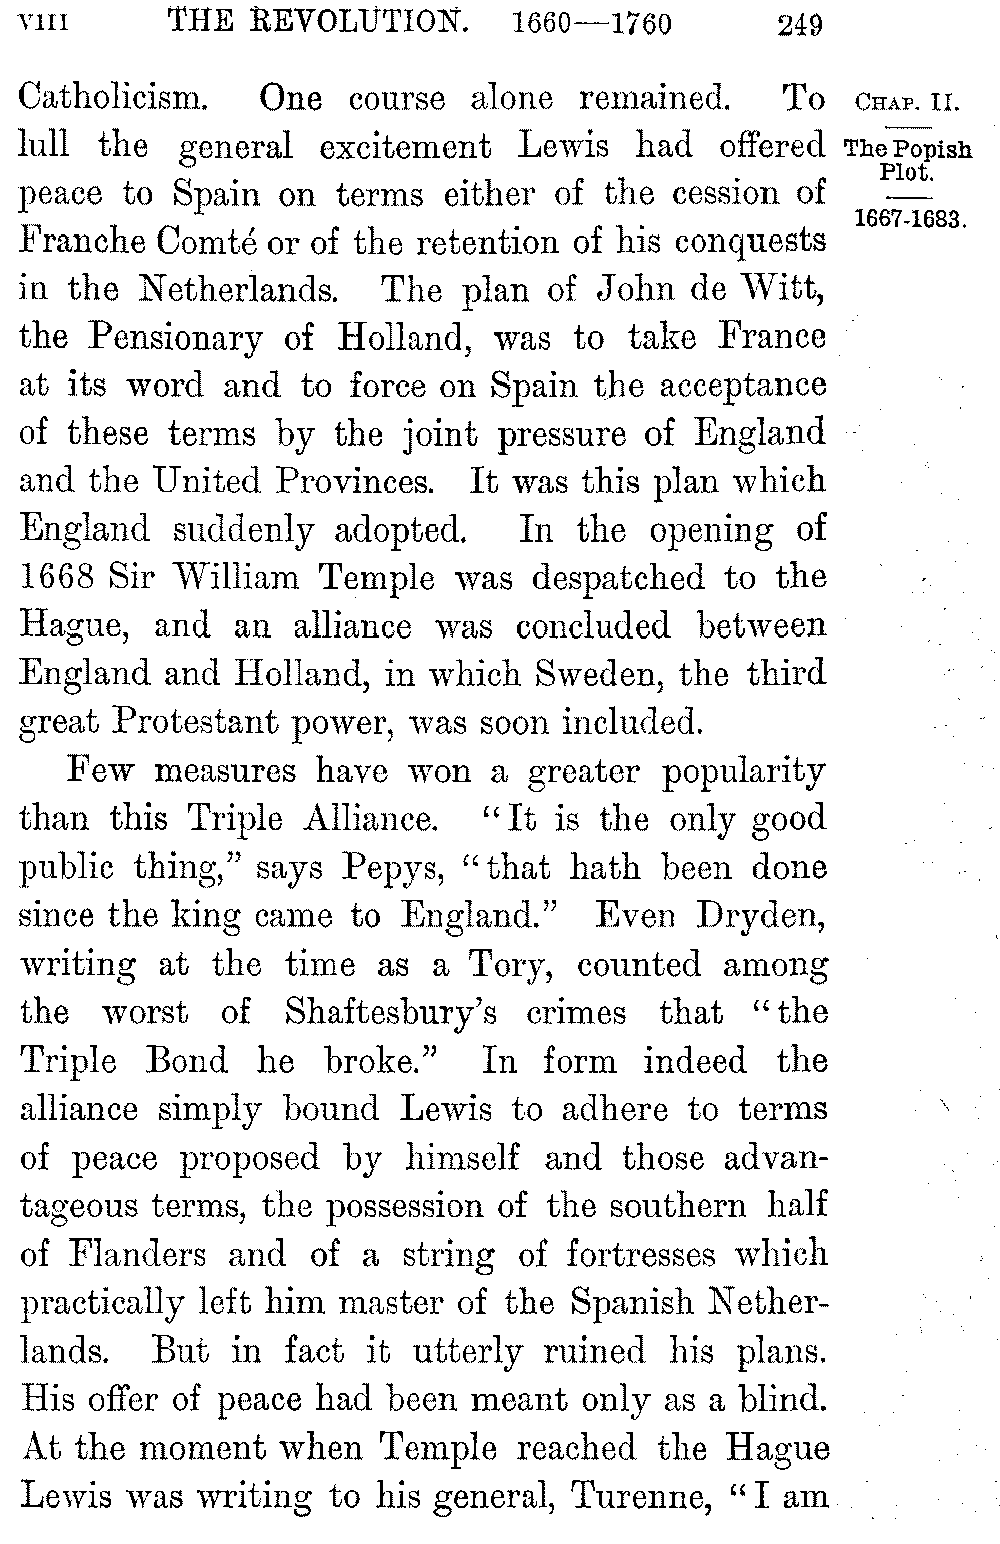 VIII THE REVOLUTION. 1660—1760 249
Catholicism. One course alone remained. To
lull the general excitement Lewis had offered
peace to Spain on terms either of the cession of
Franche Comté or of the retention of his conquests
in the Netherlands. The plan of John de Witt,
the Pensionary of Holland, was to take France
at its word and to force on Spain the acceptance
of these terms by the joint pressure of England
and the United Provinces. It was this plan which
England suddenly adopted. In the opening of
1668 Sir William Temple was despatched to the
Hague, and an alliance was concluded between
England and Holland, in which Sweden, the third
great Protestant power, was soon included.
Few measures have won a greater popularity
than this Triple Alliance. “It is the only good
public thing,” says Pepys, “that hath been done
since the king came to England.” Even Dryden,
writing at the time as a Tory, counted among
the worst of Shaftesbury’s crimes that “the
Triple Bond he broke.” In form indeed the
alliance simply bound Lewis to adhere to terms
of peace proposed by himself and those advan-
tageous terms, the possession of the southern half
of Flanders and of a string of fortresses which
practically left him master of the Spanish Nether-
lands. But in fact it utterly ruined his plans.
His offer of peace had been meant only as a blind.
At the moment when Temple reached the Hague
Lewis was writing to his general, Turenne, “I am
CHAP. II.
The Popish
Plot.
1667-1683.